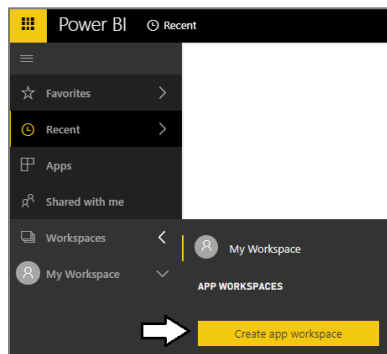 Power BI Recent
Favorites
Recent
Apps
Shared with me
Workspaces
My Workspace
My Workspace
APP WORKSPACES
Create app workspace